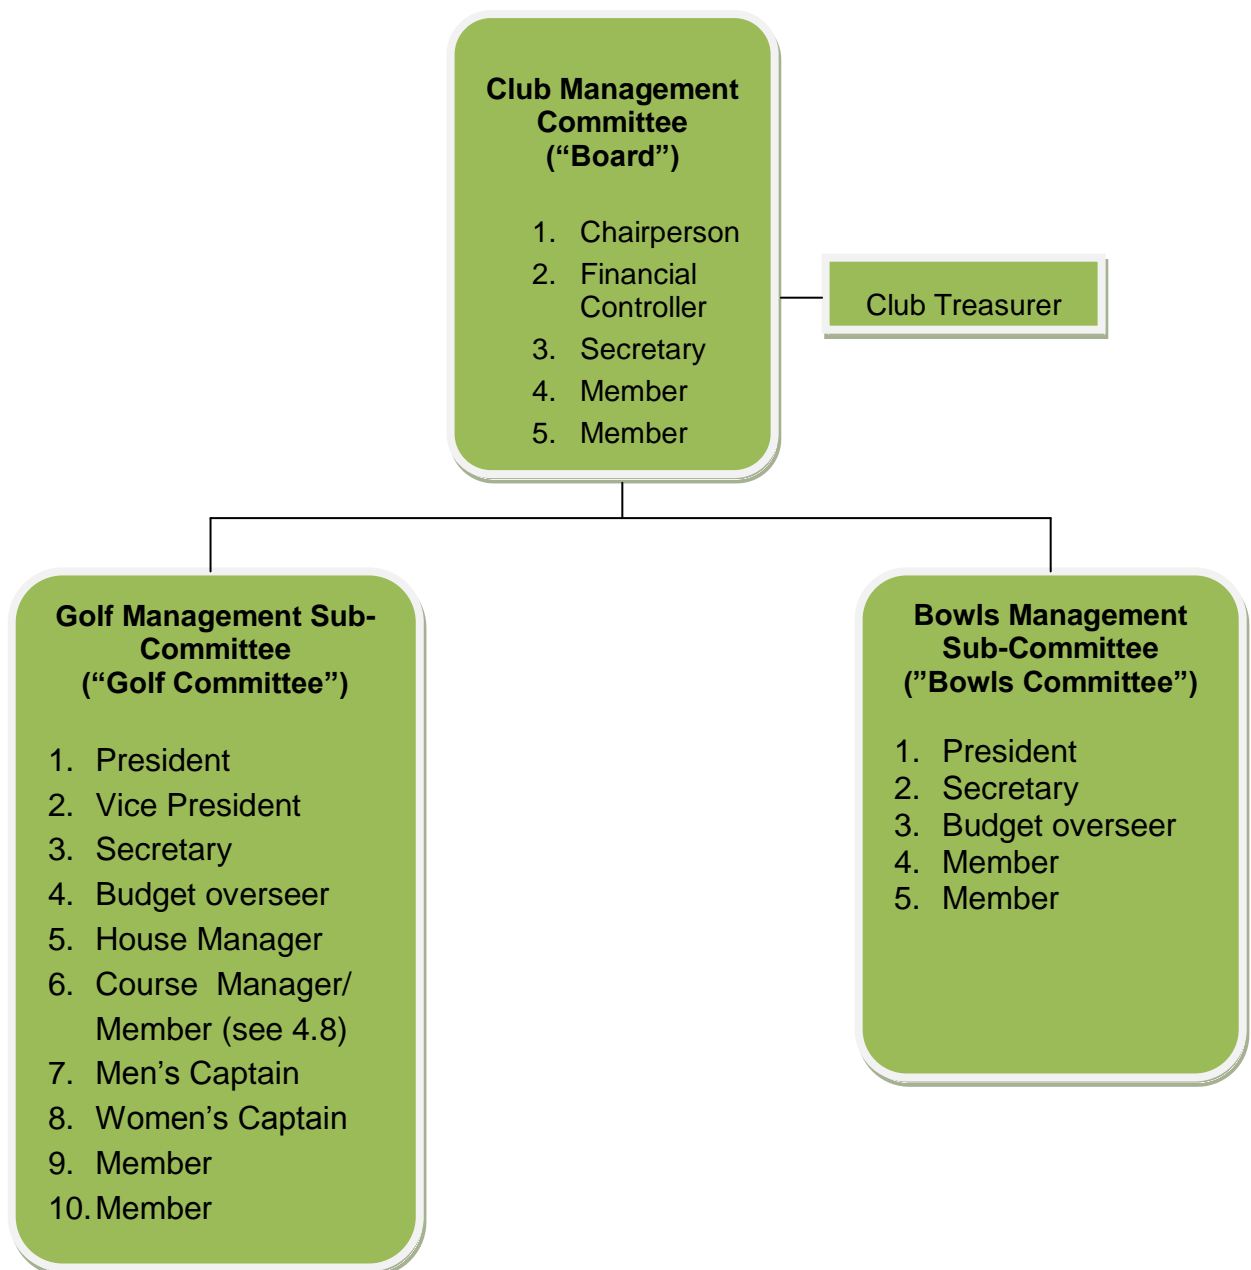 Club Management
Committee
(“Board”)
1. Chairperson
2. Financial
Controller
3. Secretary
4. Member
5. Member
Club Treasurer
Golf Management Sub-
Committee
(“Golf Committee”)
1. President
2. Vice President
3. Secretary
4. Budget overseer
5. House Manager
6. Course Manager/
Member (see 4.8)
7. Men’s Captain
8. Women’s Captain
9. Member
10. Member
Bowls Management
Sub-Committee
(”Bowls Committee”)
1. President
2. Secretary
3. Budget overseer
4. Member
5. Member